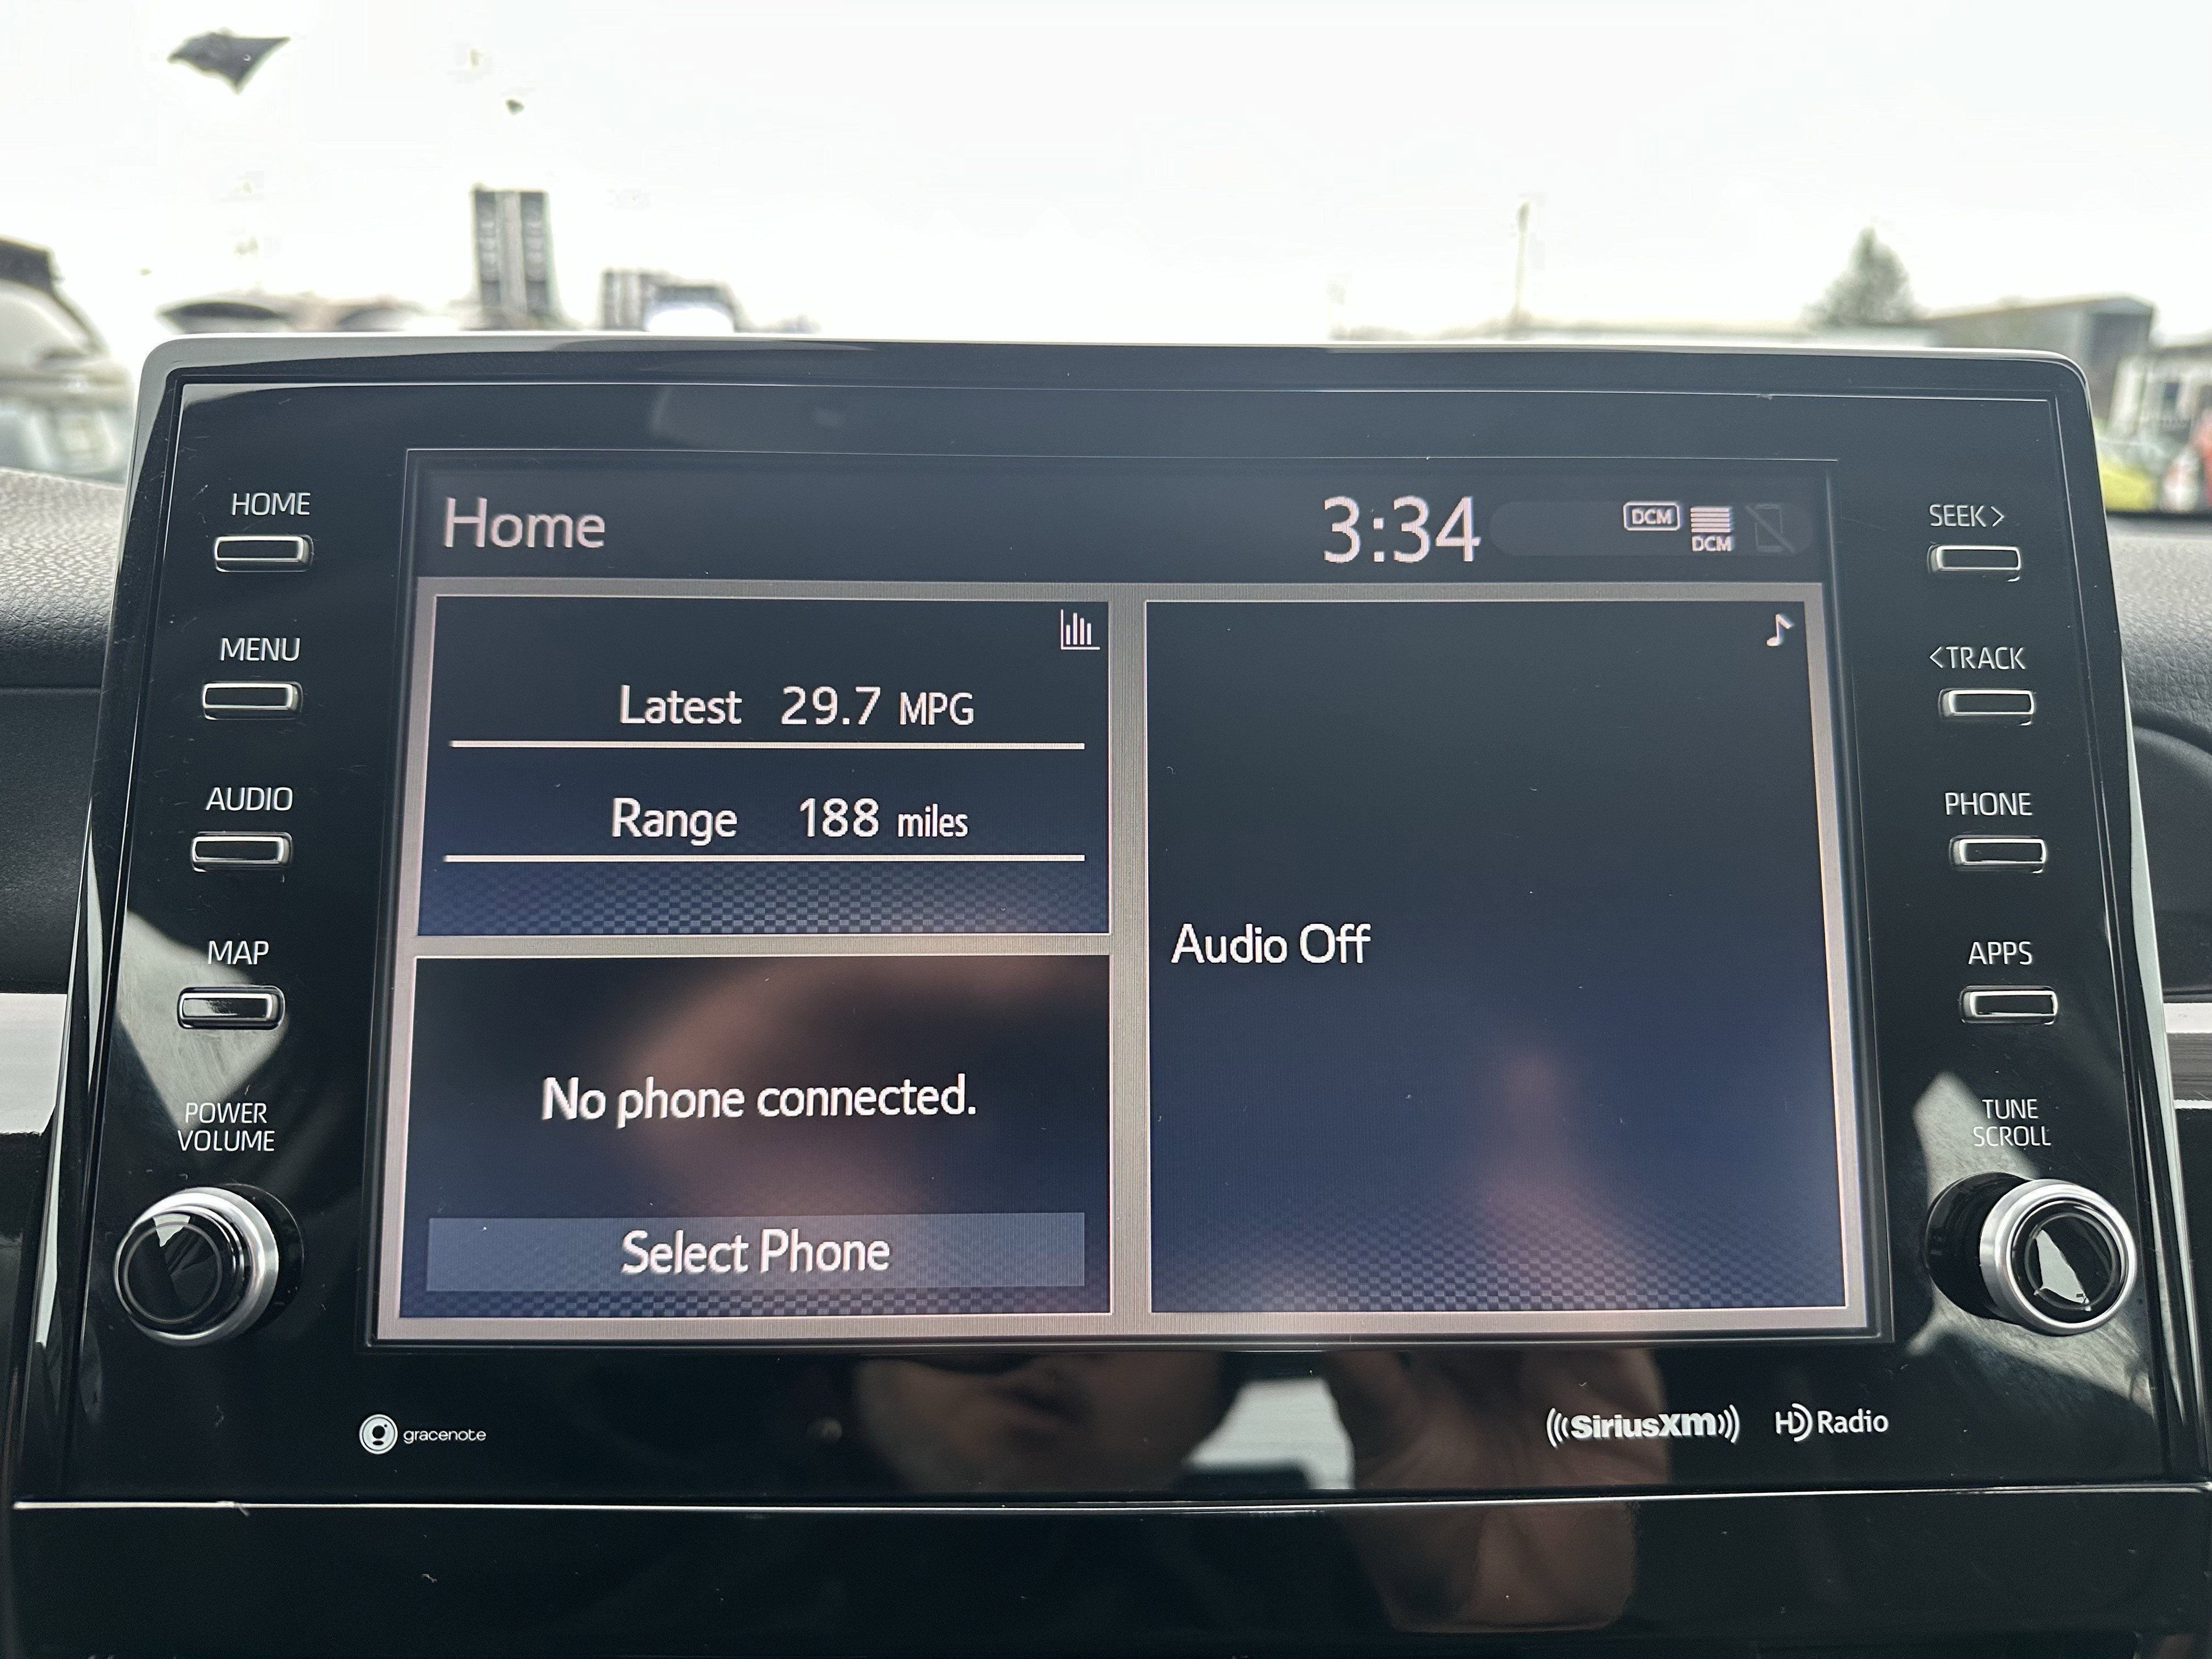 HOME
MENU
AUDIO
MAP
POWER
VOLUME
Home
3:34
DCM
DCM
Latest 29.7 MPG
Range 188 miles
No phone connected.
Select Phone
Audio Off
SEEK>
<TRACK
PHONE
APPS
TUNE
SCROLL
gracenote
((SiriusXM))
HD Radio